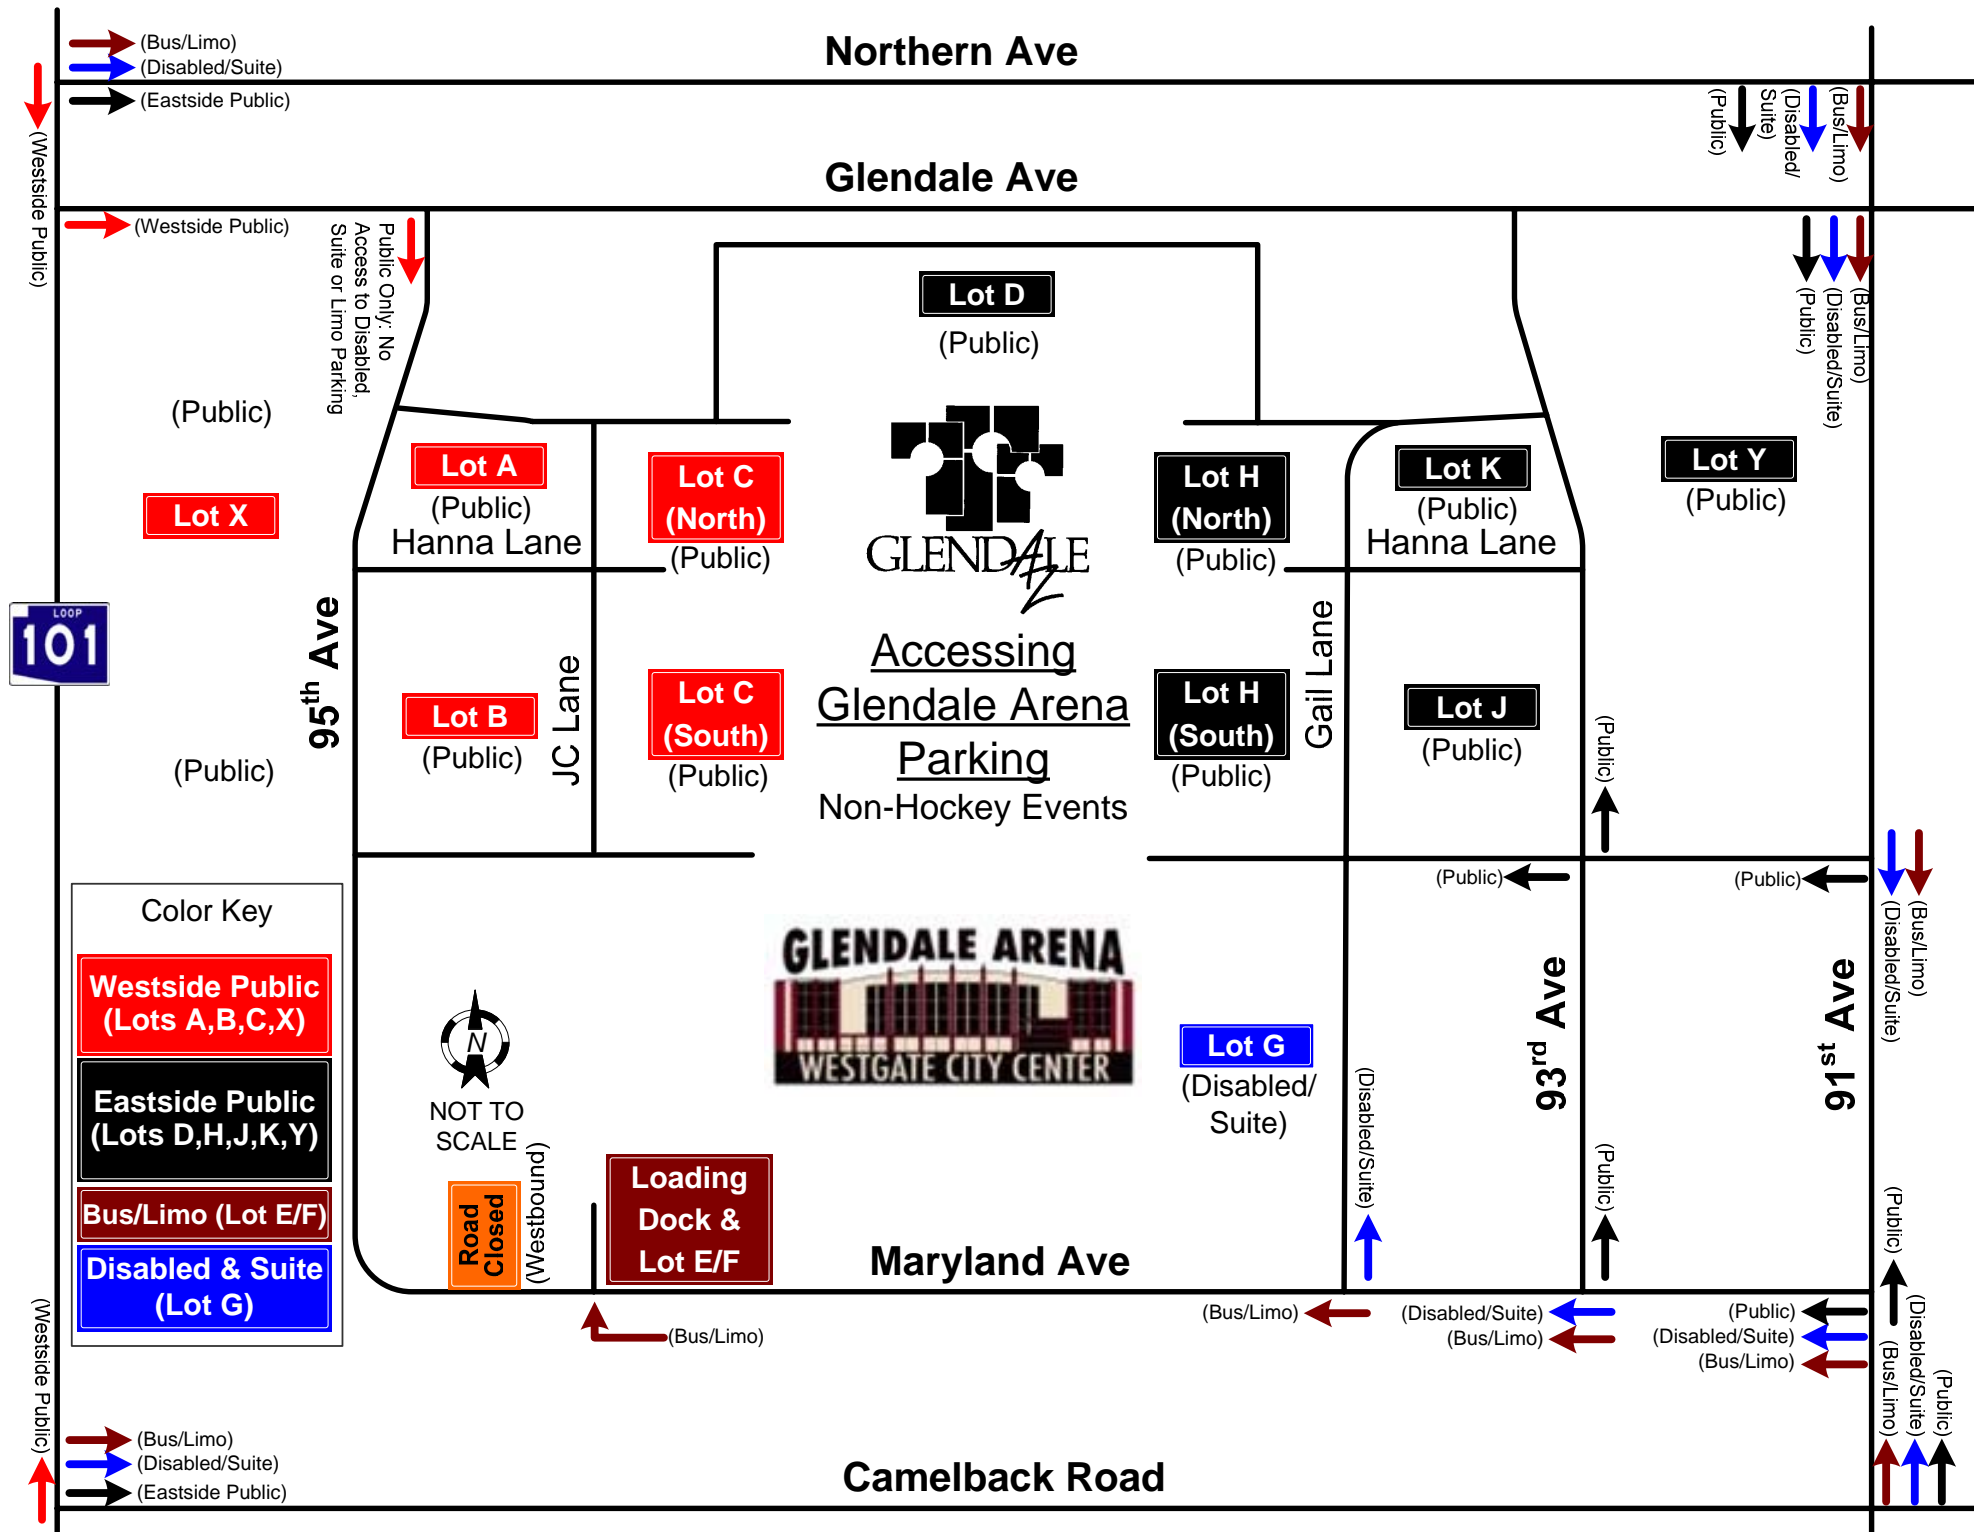 (Bus/Limo)
(Disabled/Suite)
Northern Ave
(Eastside Public)
(Westside Public)
(Public)
(Disabled/
Suite)
(Bus/Limo)
Glendale Ave
(Westside Public)
Public Only: No
Access to Disabled,
Suite or Limo Parking
(Public)
(Disabled/Suite)
(Bus/Limo)
Lot D
(Public)
(Public)
Lot X
(Public)
Lot A
(Public)
Hanna Lane
Lot C
(North)
(Public)
GLENDALE
AZ
Lot H
(North)
(Public)
Lot K
(Public)
Hanna Lane
Lot Y
(Public)
LOOP
101
95th Ave
Lot B
(Public)
JC Lane
Lot C
(South)
(Public)
Accessing
Glendale Arena
Parking
Non-Hockey Events
Lot H
(South)
(Public)
Gail Lane
Lot J
(Public)
(Public)
(Public)
(Public)
(Disabled/Suite)
(Bus/Limo)
Color Key
Westside Public
(Lots A,B,C,X)
Eastside Public
(Lots D,H,J,K,Y)
Bus/Limo (Lot E/F)
Disabled & Suite
(Lot G)
N
NOT TO
SCALE
GLENDALE ARENA
WESTGATE CITY CENTER
Lot G
(Disabled/
Suite)
(Disabled/Suite)
93rd Ave
(Public)
91st Ave
Road
Closed
(Westbound)
Loading
Dock &
Lot E/F
Maryland Ave
(Bus/Limo)
(Bus/Limo)
(Disabled/Suite)
(Bus/Limo)
(Public)
(Disabled/Suite)
(Bus/Limo)
(Public)
(Bus/Limo)
(Disabled/Suite)
(Public)
(Westside Public)
(Bus/Limo)
(Disabled/Suite)
(Eastside Public)
Camelback Road